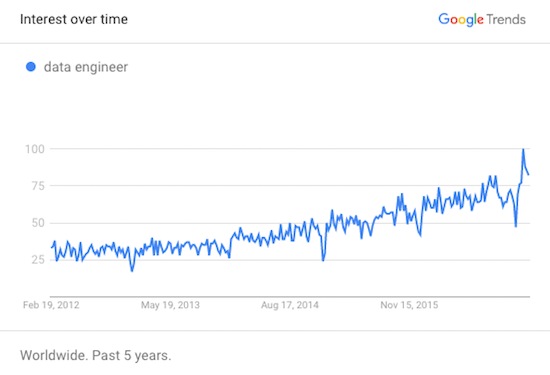 Interest over time Google Trends
data engineer
100
75
50
25
Feb 19, 2012 May 19, 2013 Aug 17, 2014 Nov 15, 2015
Worldwide. Past 5 years.